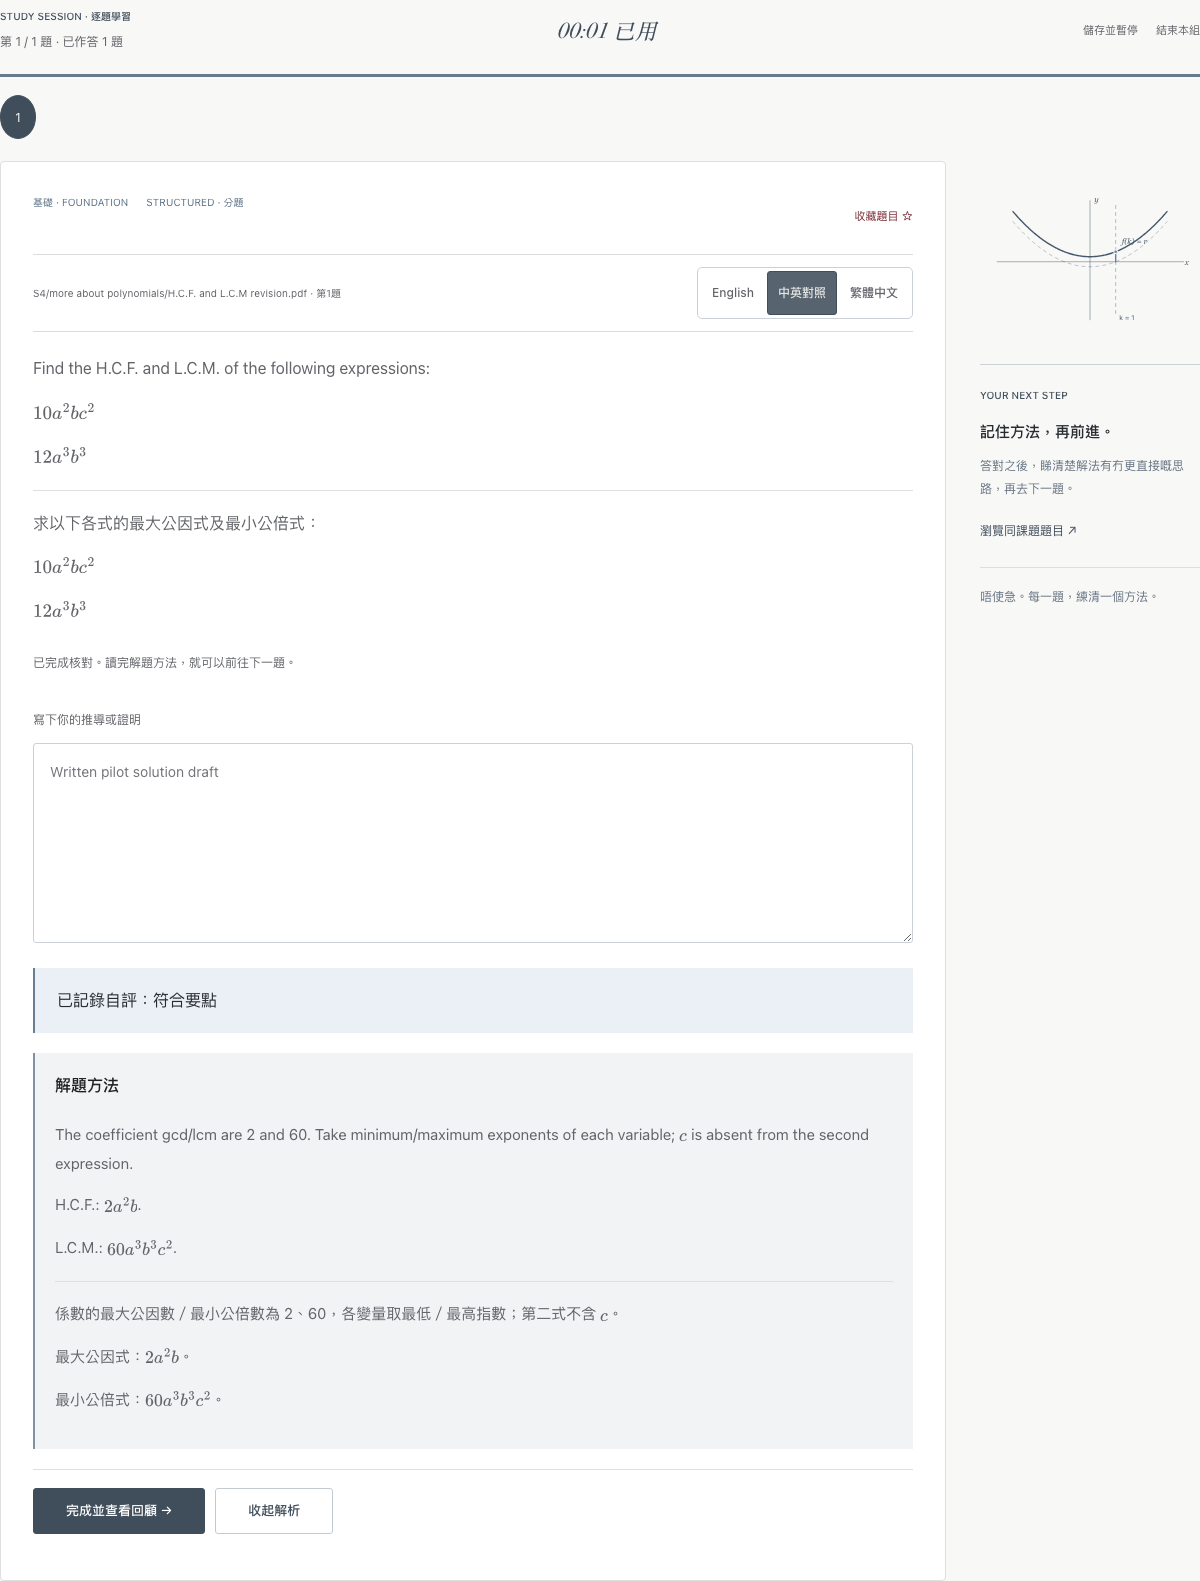 STUDY SESSION · 逐題學習
第 1 / 1 題 · 已作答 1 題
00:01 已用
儲存並暫停
結束本組
1
基礎 · FOUNDATION
STRUCTURED · 分題
收藏題目 ☆
S4/more about polynomials/H.C.F. and L.C.M revision.pdf · 第1題
English
中英對照
繁體中文
Find the H.C.F. and L.C.M. of the following expressions:
10a²bc²
12a³b³
求以下各式的最大公因式及最小公倍式：
10a²bc²
12a³b³
已完成核對。讀完解題方法，就可以前往下一題。
寫下你的推導或證明
Written pilot solution draft
已記錄自評：符合要點
解題方法
The coefficient gcd/lcm are 2 and 60. Take minimum/maximum exponents of each variable; c is absent from the second
expression.
H.C.F.: 2a²b.
L.C.M.: 60a³b³c².
係數的最大公因數 / 最小公倍數為 2、60，各變量取最低 / 最高指數；第二式不含 c。
最大公因式：2a²b。
最小公倍式：60a³b³c²。
完成並查看回顧 →
收起解析
y
f(k) = r
x
k = 1
YOUR NEXT STEP
記住方法，再前進。
答對之後，睇清楚解法有冇更直接嘅思
路，再去下一題。
瀏覽同課題題目 ↗
唔使急。每一題，練清一個方法。